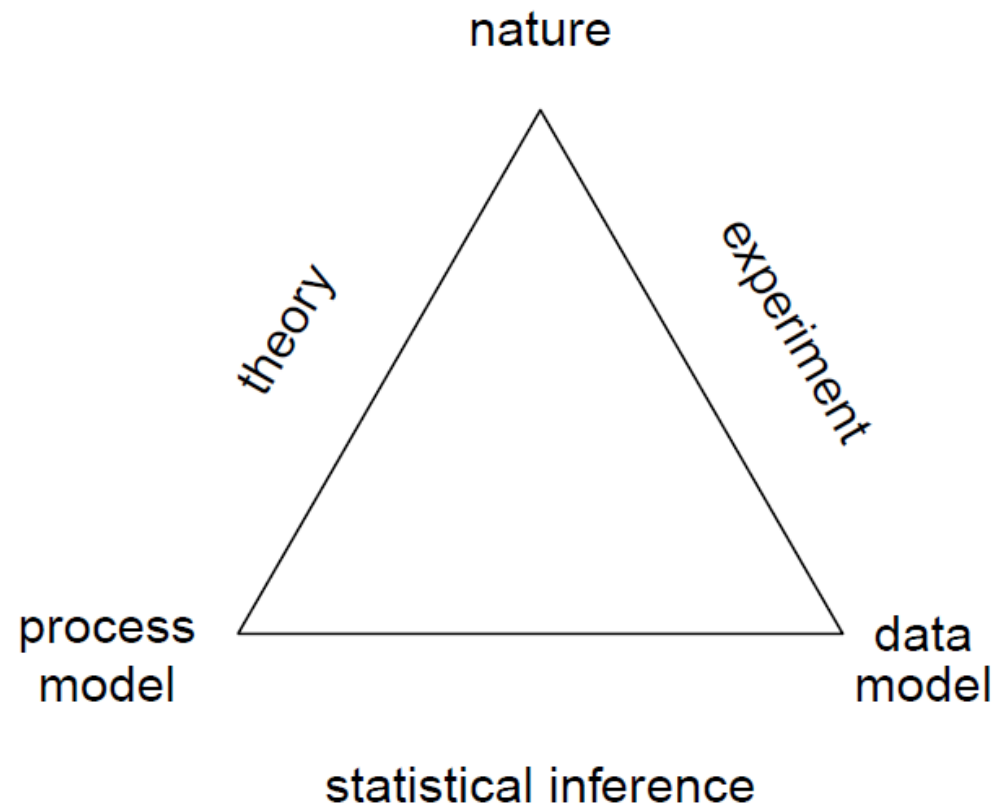 nature
theory
experiment
process
model
data
model
statistical inference